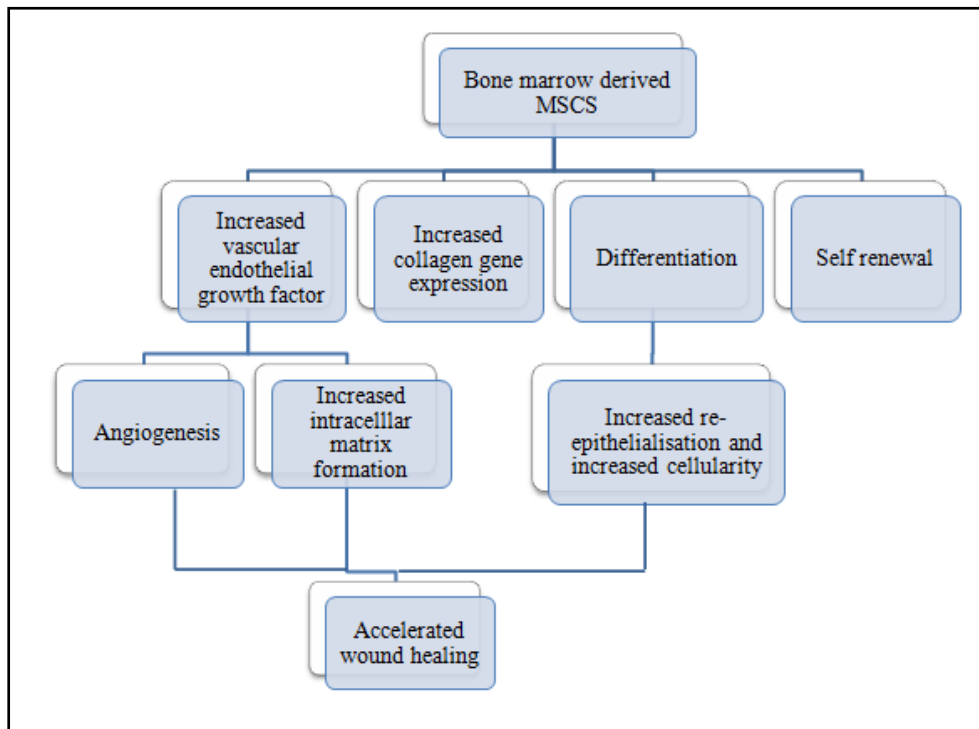 Bone marrow derived
MSCS
Increased
vascular
endothelial
growth factor
Increased
collagen gene
expression
Differentiation
Self renewal
Angiogenesis
Increased
intracelllar
matrix
formation
Increased re-
epithelialisation and
increased cellularity
Accelerated
wound healing